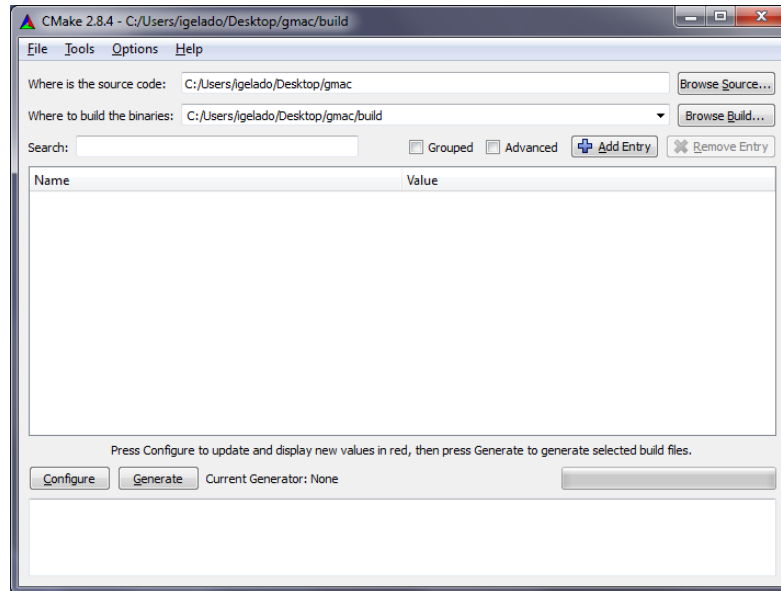 CMake 2.8.4 - C:/Users/igelado/Desktop/gmac/build
File Tools Options Help
Where is the source code: C:/Users/igelado/Desktop/gmac Browse Source...
Where to build the binaries: C:/Users/igelado/Desktop/gmac/build Browse Build...
Search: Grouped Advanced Add Entry Remove Entry
Name Value
Press Configure to update and display new values in red, then press Generate to generate selected build files.
Configure Generate Current Generator: None